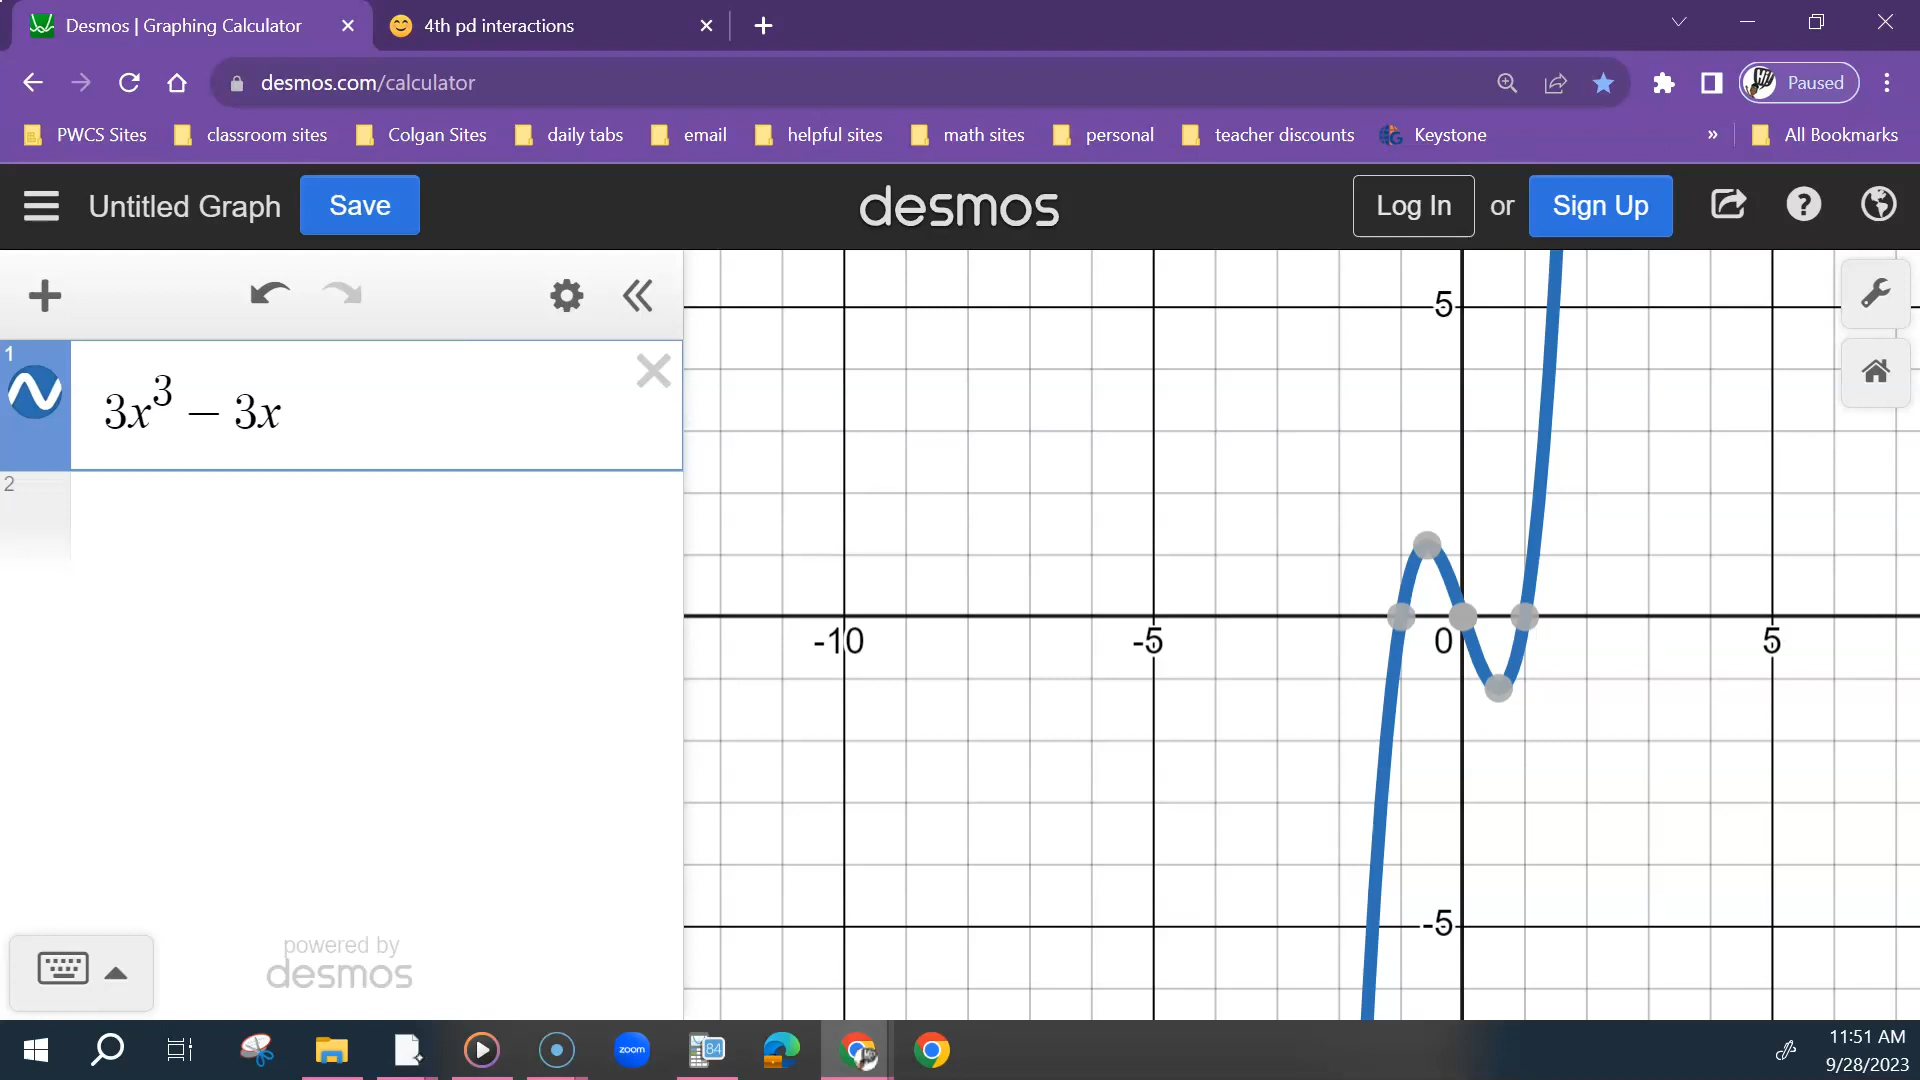 Desmos | Graphing Calculator
4th pd interactions
desmos.com/calculator
Paused
PWCS Sites
classroom sites
Colgan Sites
daily tabs
email
helpful sites
math sites
personal
teacher discounts
Keystone
»
All Bookmarks
Untitled Graph
Save
desmos
Log In
or
Sign Up
1
3x³ − 3x
2
5
-10
-5
0
5
-5
powered by
desmos
zoom
84
11:51 AM
9/28/2023